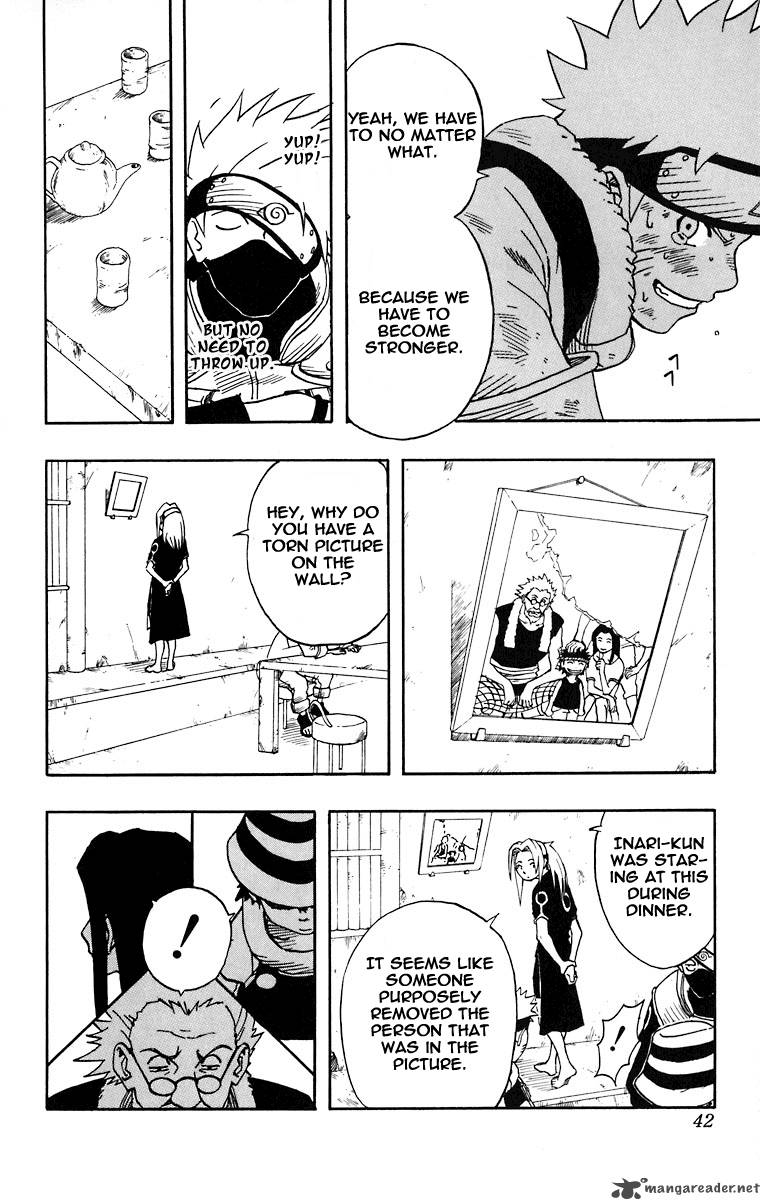 YEAH, WE HAVE
TO NO MATTER
WHAT.
BECAUSE WE
HAVE TO
BECOME
STRONGER.
YUP!
YUP!
BUT NO
NEED TO
THROW UP.
HEY, WHY DO
YOU HAVE A
TORN PICTURE
ON THE
WALL?
INARI-KUN
WAS STAR-
ING AT THIS
DURING
DINNER.
IT SEEMS LIKE
SOMEONE
PURPOSELY
REMOVED THE
PERSON THAT
WAS IN THE
PICTURE.
!
!
42
mangareader.net